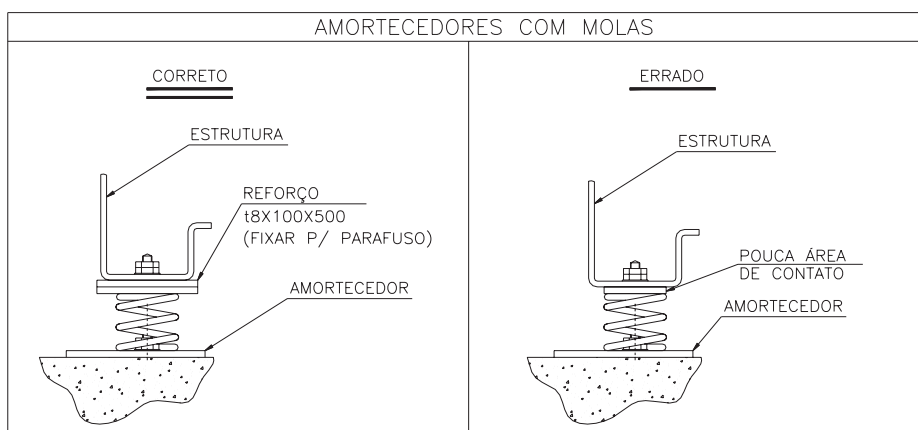 AMORTECEDORES COM MOLAS
CORRETO
ESTRUTURA
REFORÇO
t8X100X500
(FIXAR P/ PARAFUSO)
AMORTECEDOR
ERRADO
ESTRUTURA
POUCA ÁREA
DE CONTATO
AMORTECEDOR